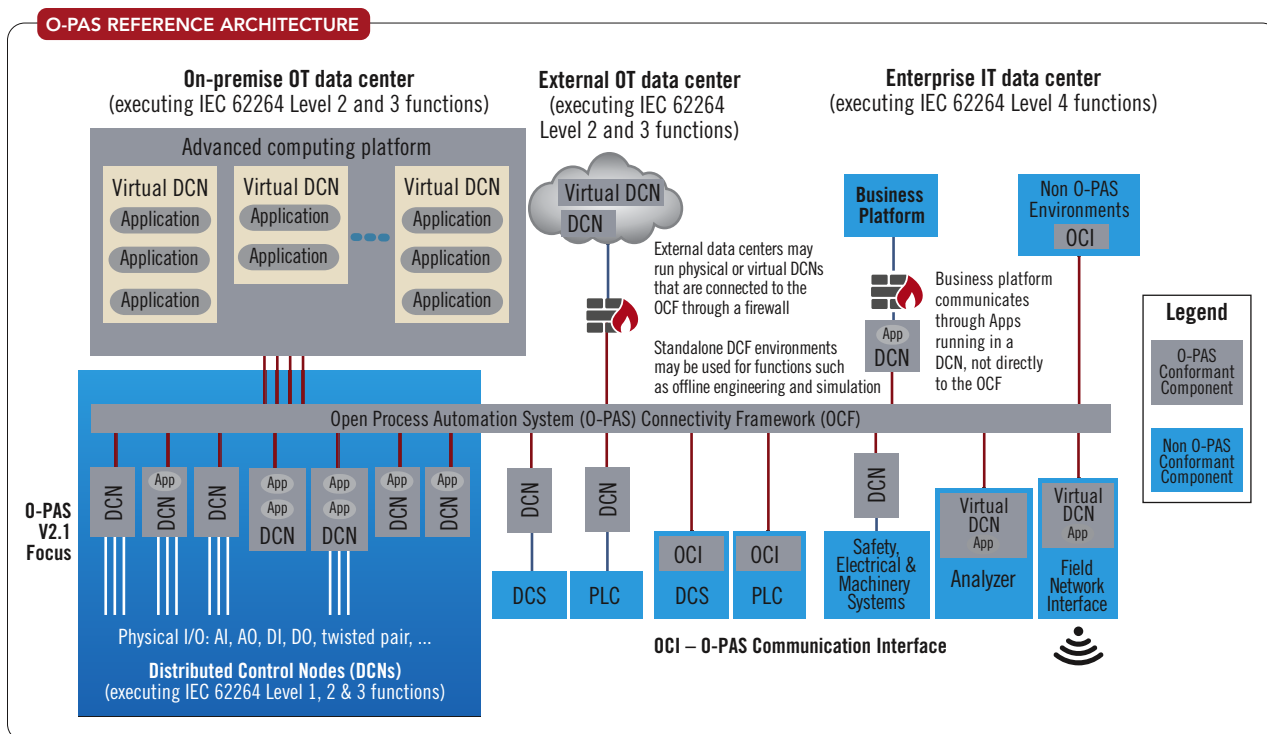 O-PAS REFERENCE ARCHITECTURE
On-premise OT data center
(executing IEC 62264 Level 2 and 3 functions)
External OT data center
(executing IEC 62264
Level 2 and 3 functions)
Enterprise IT data center
(executing IEC 62264 Level 4 functions)
Advanced computing platform
Virtual DCN
Application
Application
Application
Virtual DCN
Application
Application
Virtual DCN
Application
Application
Application
Virtual DCN
DCN
External data centers may
run physical or virtual DCNs
that are connected to the
OCF through a firewall
Standalone DCF environments
may be used for functions such
as offline engineering and simulation
Business
Platform
App
DCN
Business platform
communicates
through Apps
running in a
DCN, not directly
to the OCF
Non O-PAS
Environments
OCI
Legend
O-PAS
Conformant
Component
Non O-PAS
Conformant
Component
Open Process Automation System (O-PAS) Connectivity Framework (OCF)
O-PAS
V2.1
Focus
DCN
App
DCN
DCN
App
App
DCN
App
App
DCN
App
DCN
App
DCN
Physical I/O: AI, AO, DI, DO, twisted pair, ...
Distributed Control Nodes (DCNs)
(executing IEC 62264 Level 1, 2 & 3 functions)
DCN
DCS
DCN
PLC
OCI
DCS
OCI
PLC
DCN
Safety,
Electrical &
Machinery
Systems
Virtual
DCN
App
Analyzer
Virtual
DCN
App
Field
Network
Interface
OCI – O-PAS Communication Interface